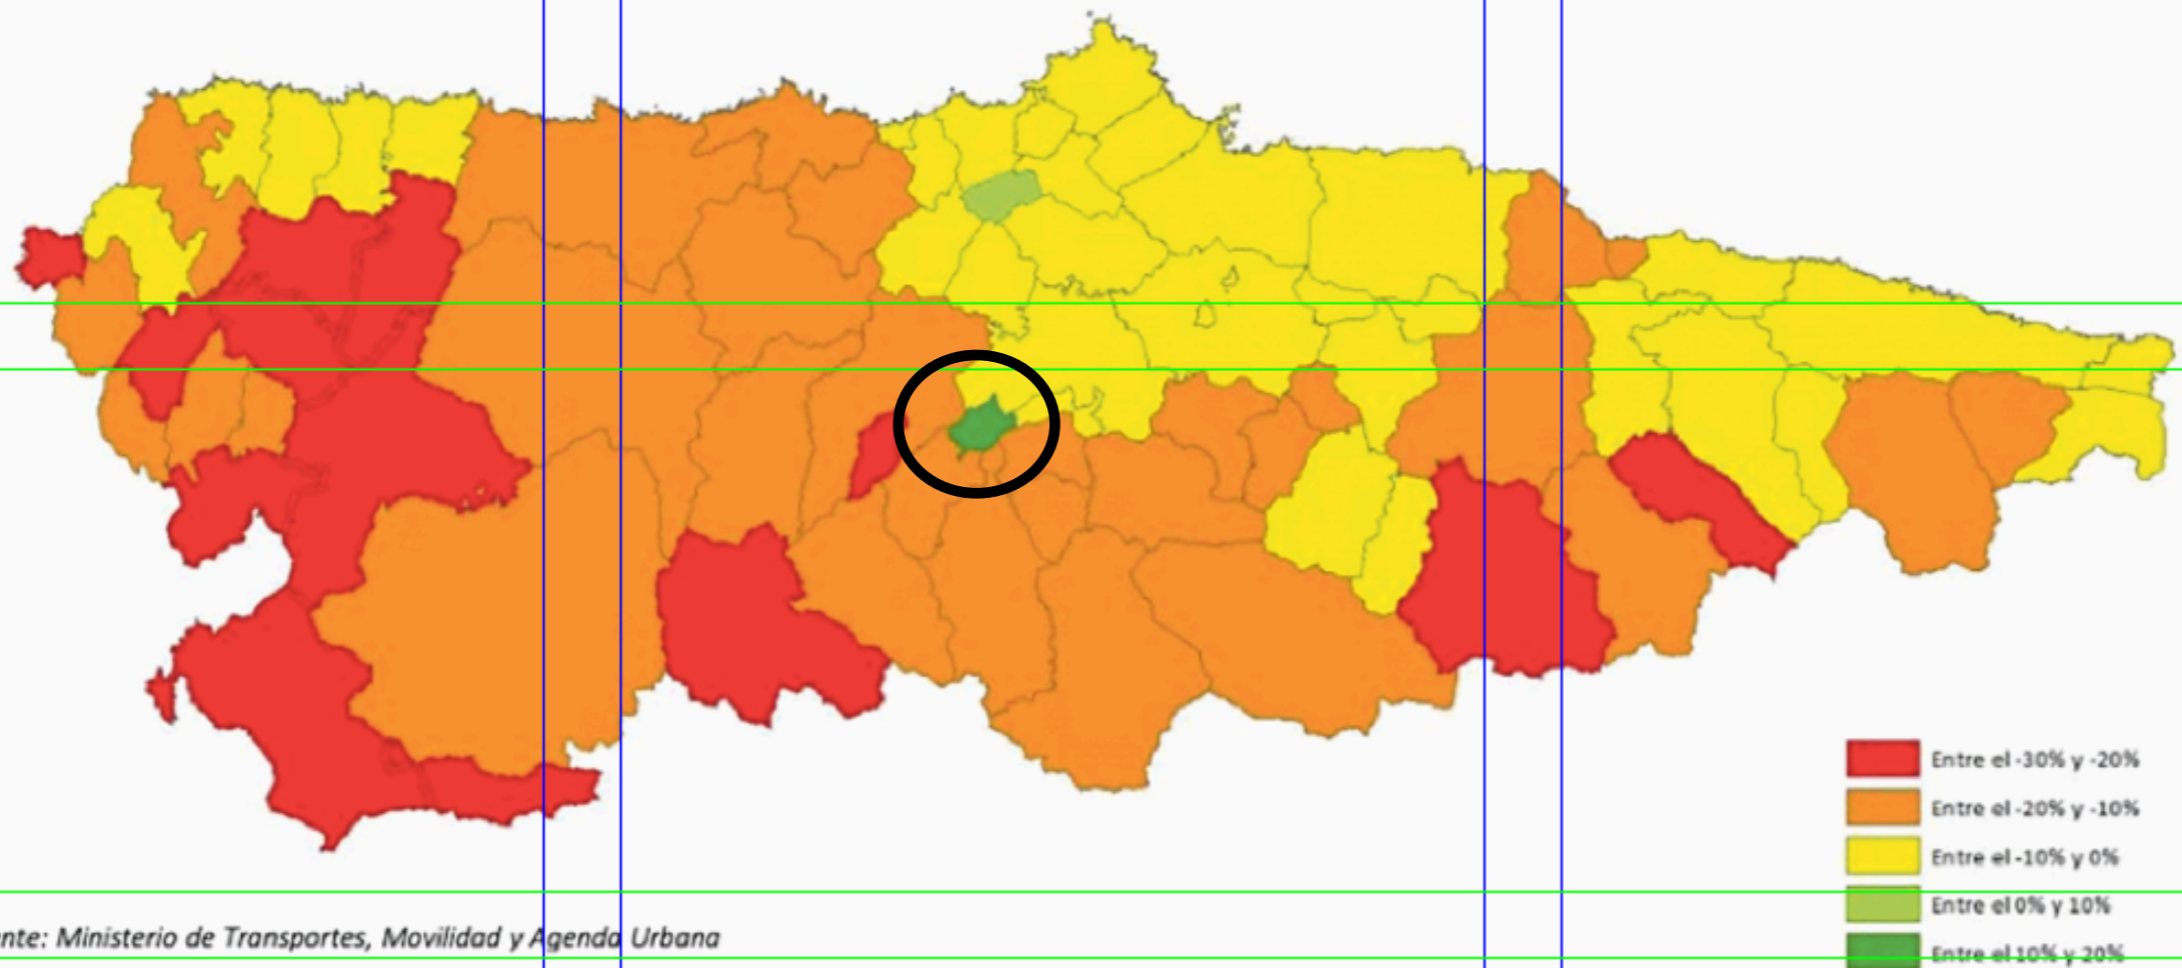 Entre el -30% y -20%
Entre el -20% y -10%
Entre el -10% y 0%
Entre el 0% y 10%
Entre el 10% y 20%
nte: Ministerio de Transportes, Movilidad y Agenda Urbana